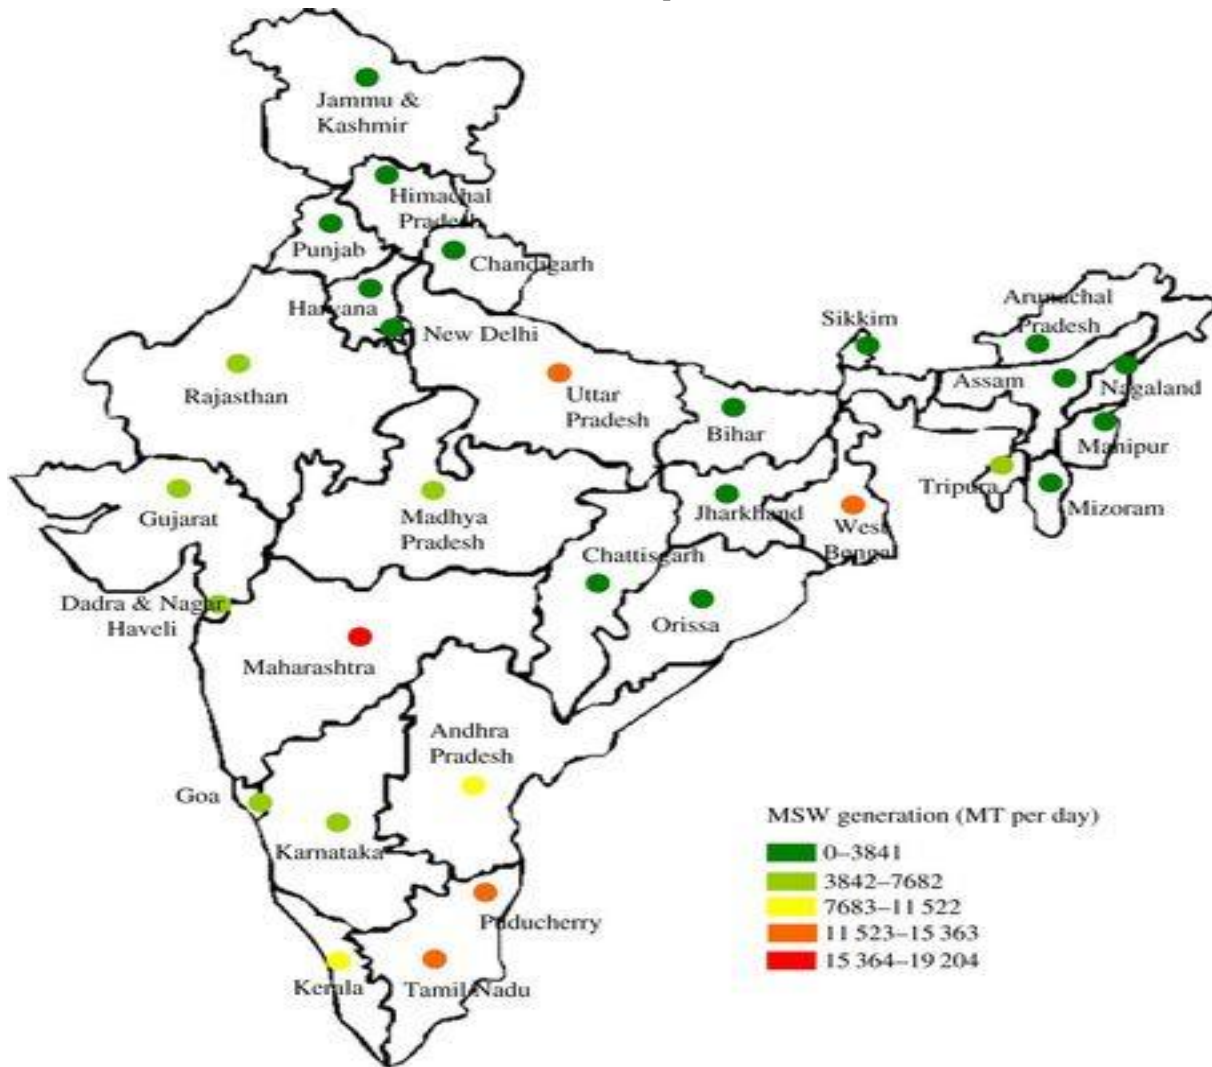 Jammu &
Kashmir
Himachal
Pradesh
Punjab
Chandigarh
Haryana
New Delhi
Rajasthan
Uttar
Pradesh
Sikkim
Arunachal
Pradesh
Assam
Nagaland
Bihar
Manipur
Gujarat
Madhya
Pradesh
Jharkhand
West
Bengal
Tripura
Mizoram
Chattisgarh
Dadra & Nagar
Haveli
Orissa
Maharashtra
Andhra
Pradesh
Goa
Karnataka
Puducherry
Kerala
Tamil Nadu
MSW generation (MT per day)
0–3841
3842–7682
7683–11 522
11 523–15 363
15 364–19 204